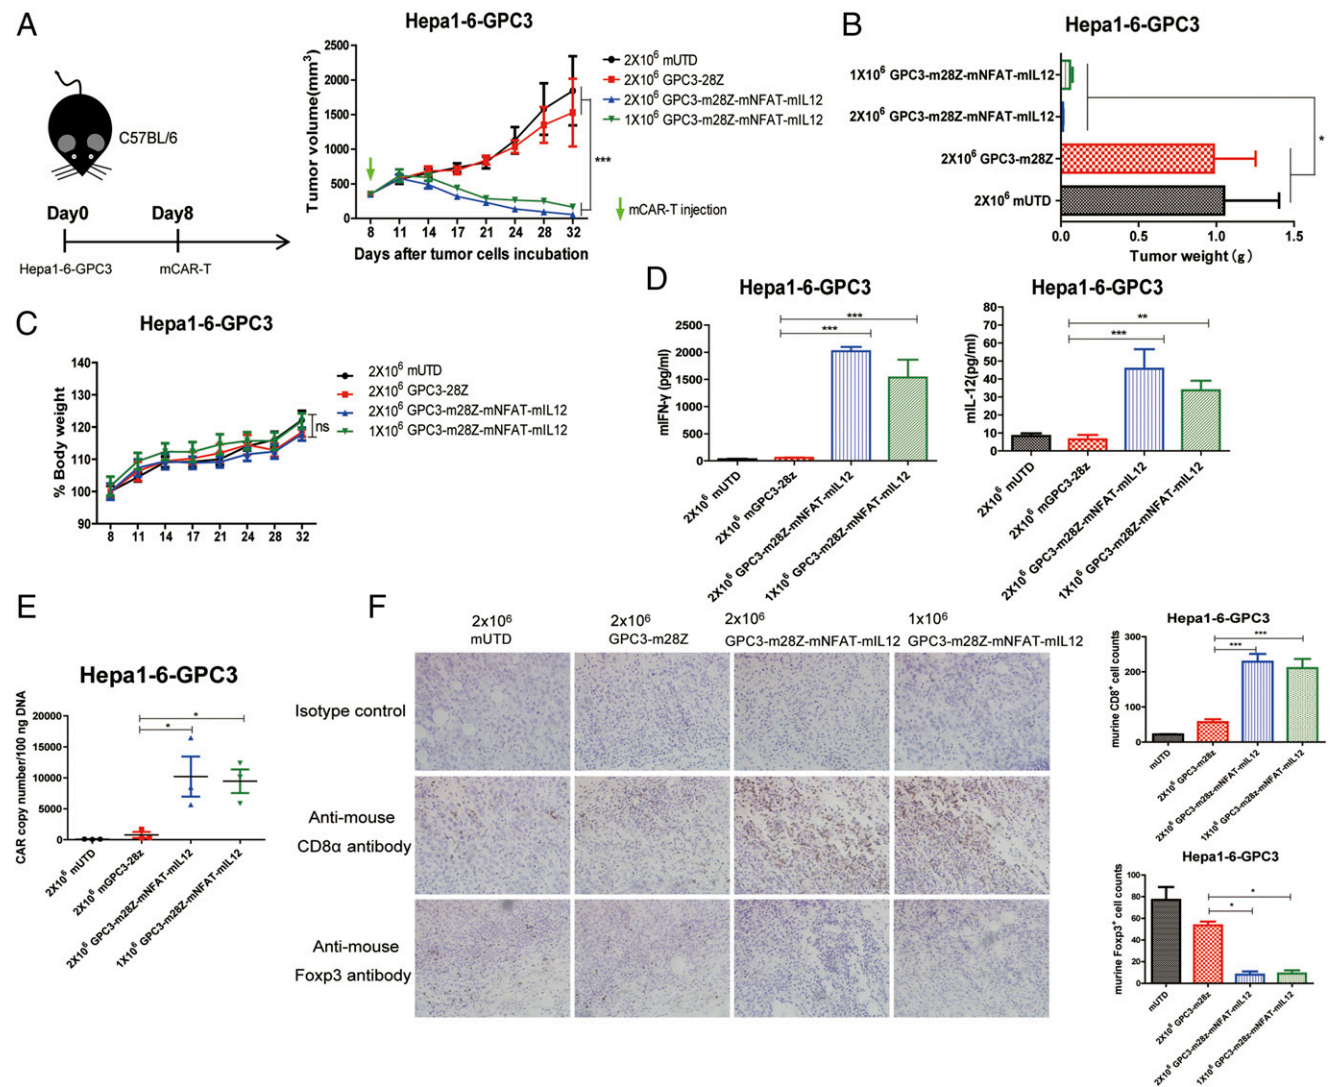 A
Hepa1-6-GPC3
C57BL/6
Day0
Day8
Hepa1-6-GPC3
mCAR-T
Tumor volume(mm³)
2500
2000
1500
1000
500
0
8 11 14 17 21 24 28 32
Days after tumor cells incubation
2X10⁶ mUTD
2X10⁶ GPC3-28Z
2X10⁶ GPC3-m28Z-mNFAT-mIL12
1X10⁶ GPC3-m28Z-mNFAT-mIL12
***
mCAR-T injection
B
Hepa1-6-GPC3
1X10⁶ GPC3-m28Z-mNFAT-mIL12
2X10⁶ GPC3-m28Z-mNFAT-mIL12
2X10⁶ GPC3-m28Z
2X10⁶ mUTD
*
0.0 0.5 1.0 1.5
Tumor weight (g)
C
Hepa1-6-GPC3
% Body weight
140
130
120
110
100
90
8 11 14 17 21 24 28 32
2X10⁶ mUTD
2X10⁶ GPC3-28Z
2X10⁶ GPC3-m28Z-mNFAT-mIL12
1X10⁶ GPC3-m28Z-mNFAT-mIL12
ns
D
Hepa1-6-GPC3
mIFN-γ (pg/ml)
2500
2000
1500
1000
500
0
***
***
2X10⁶ mUTD
2X10⁶ mGPC3-28z
2X10⁶ GPC3-m28Z-mNFAT-mIL12
1X10⁶ GPC3-m28Z-mNFAT-mIL12
Hepa1-6-GPC3
mIL-12(pg/ml)
80
70
60
50
40
30
20
10
0
**
***
2X10⁶ mUTD
2X10⁶ mGPC3-28z
2X10⁶ GPC3-m28Z-mNFAT-mIL12
1X10⁶ GPC3-m28Z-mNFAT-mIL12
E
Hepa1-6-GPC3
CAR copy number/100 ng DNA
20000
15000
10000
5000
0
*
*
2X10⁶ mUTD
2X10⁶ mGPC3-28z
2X10⁶ GPC3-m28Z-mNFAT-mIL12
1X10⁶ GPC3-m28Z-mNFAT-mIL12
F
2x10⁶
mUTD
2x10⁶
GPC3-m28Z
2x10⁶
GPC3-m28Z-mNFAT-mIL12
1x10⁶
GPC3-m28Z-mNFAT-mIL12
Isotype control
Anti-mouse
CD8α antibody
Anti-mouse
Foxp3 antibody
Hepa1-6-GPC3
murine CD8⁺ cell counts
300
200
100
0
***
***
mUTD
2X10⁶ GPC3-m28z
2X10⁶ GPC3-m28z-mNFAT-mIL12
1X10⁶ GPC3-m28z-mNFAT-mIL12
Hepa1-6-GPC3
murine Foxp3⁺ cell counts
100
80
60
40
20
0
*
*
mUTD
2X10⁶ GPC3-m28z
2X10⁶ GPC3-m28z-mNFAT-mIL12
1X10⁶ GPC3-m28z-mNFAT-mIL12